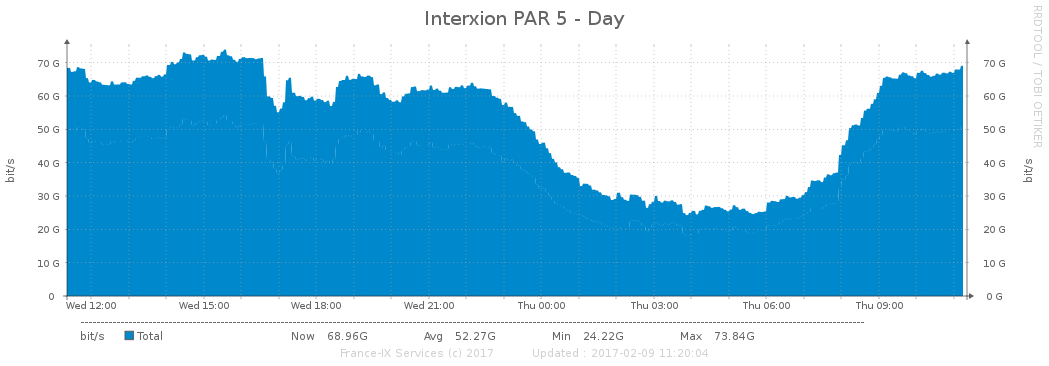 Interxion PAR 5 - Day
RRDTOOL / TOBI OETIKER
bit/s
bit/s
70 G 70 G
60 G 60 G
50 G 50 G
40 G 40 G
30 G 30 G
20 G 20 G
10 G 10 G
0 0 G
Wed 12:00 Wed 15:00 Wed 18:00 Wed 21:00 Thu 00:00 Thu 03:00 Thu 06:00 Thu 09:00
bit/s Total Now 68.96G Avg 52.27G Min 24.22G Max 73.84G
France-IX Services (c) 2017 Updated : 2017-02-09 11:20:04